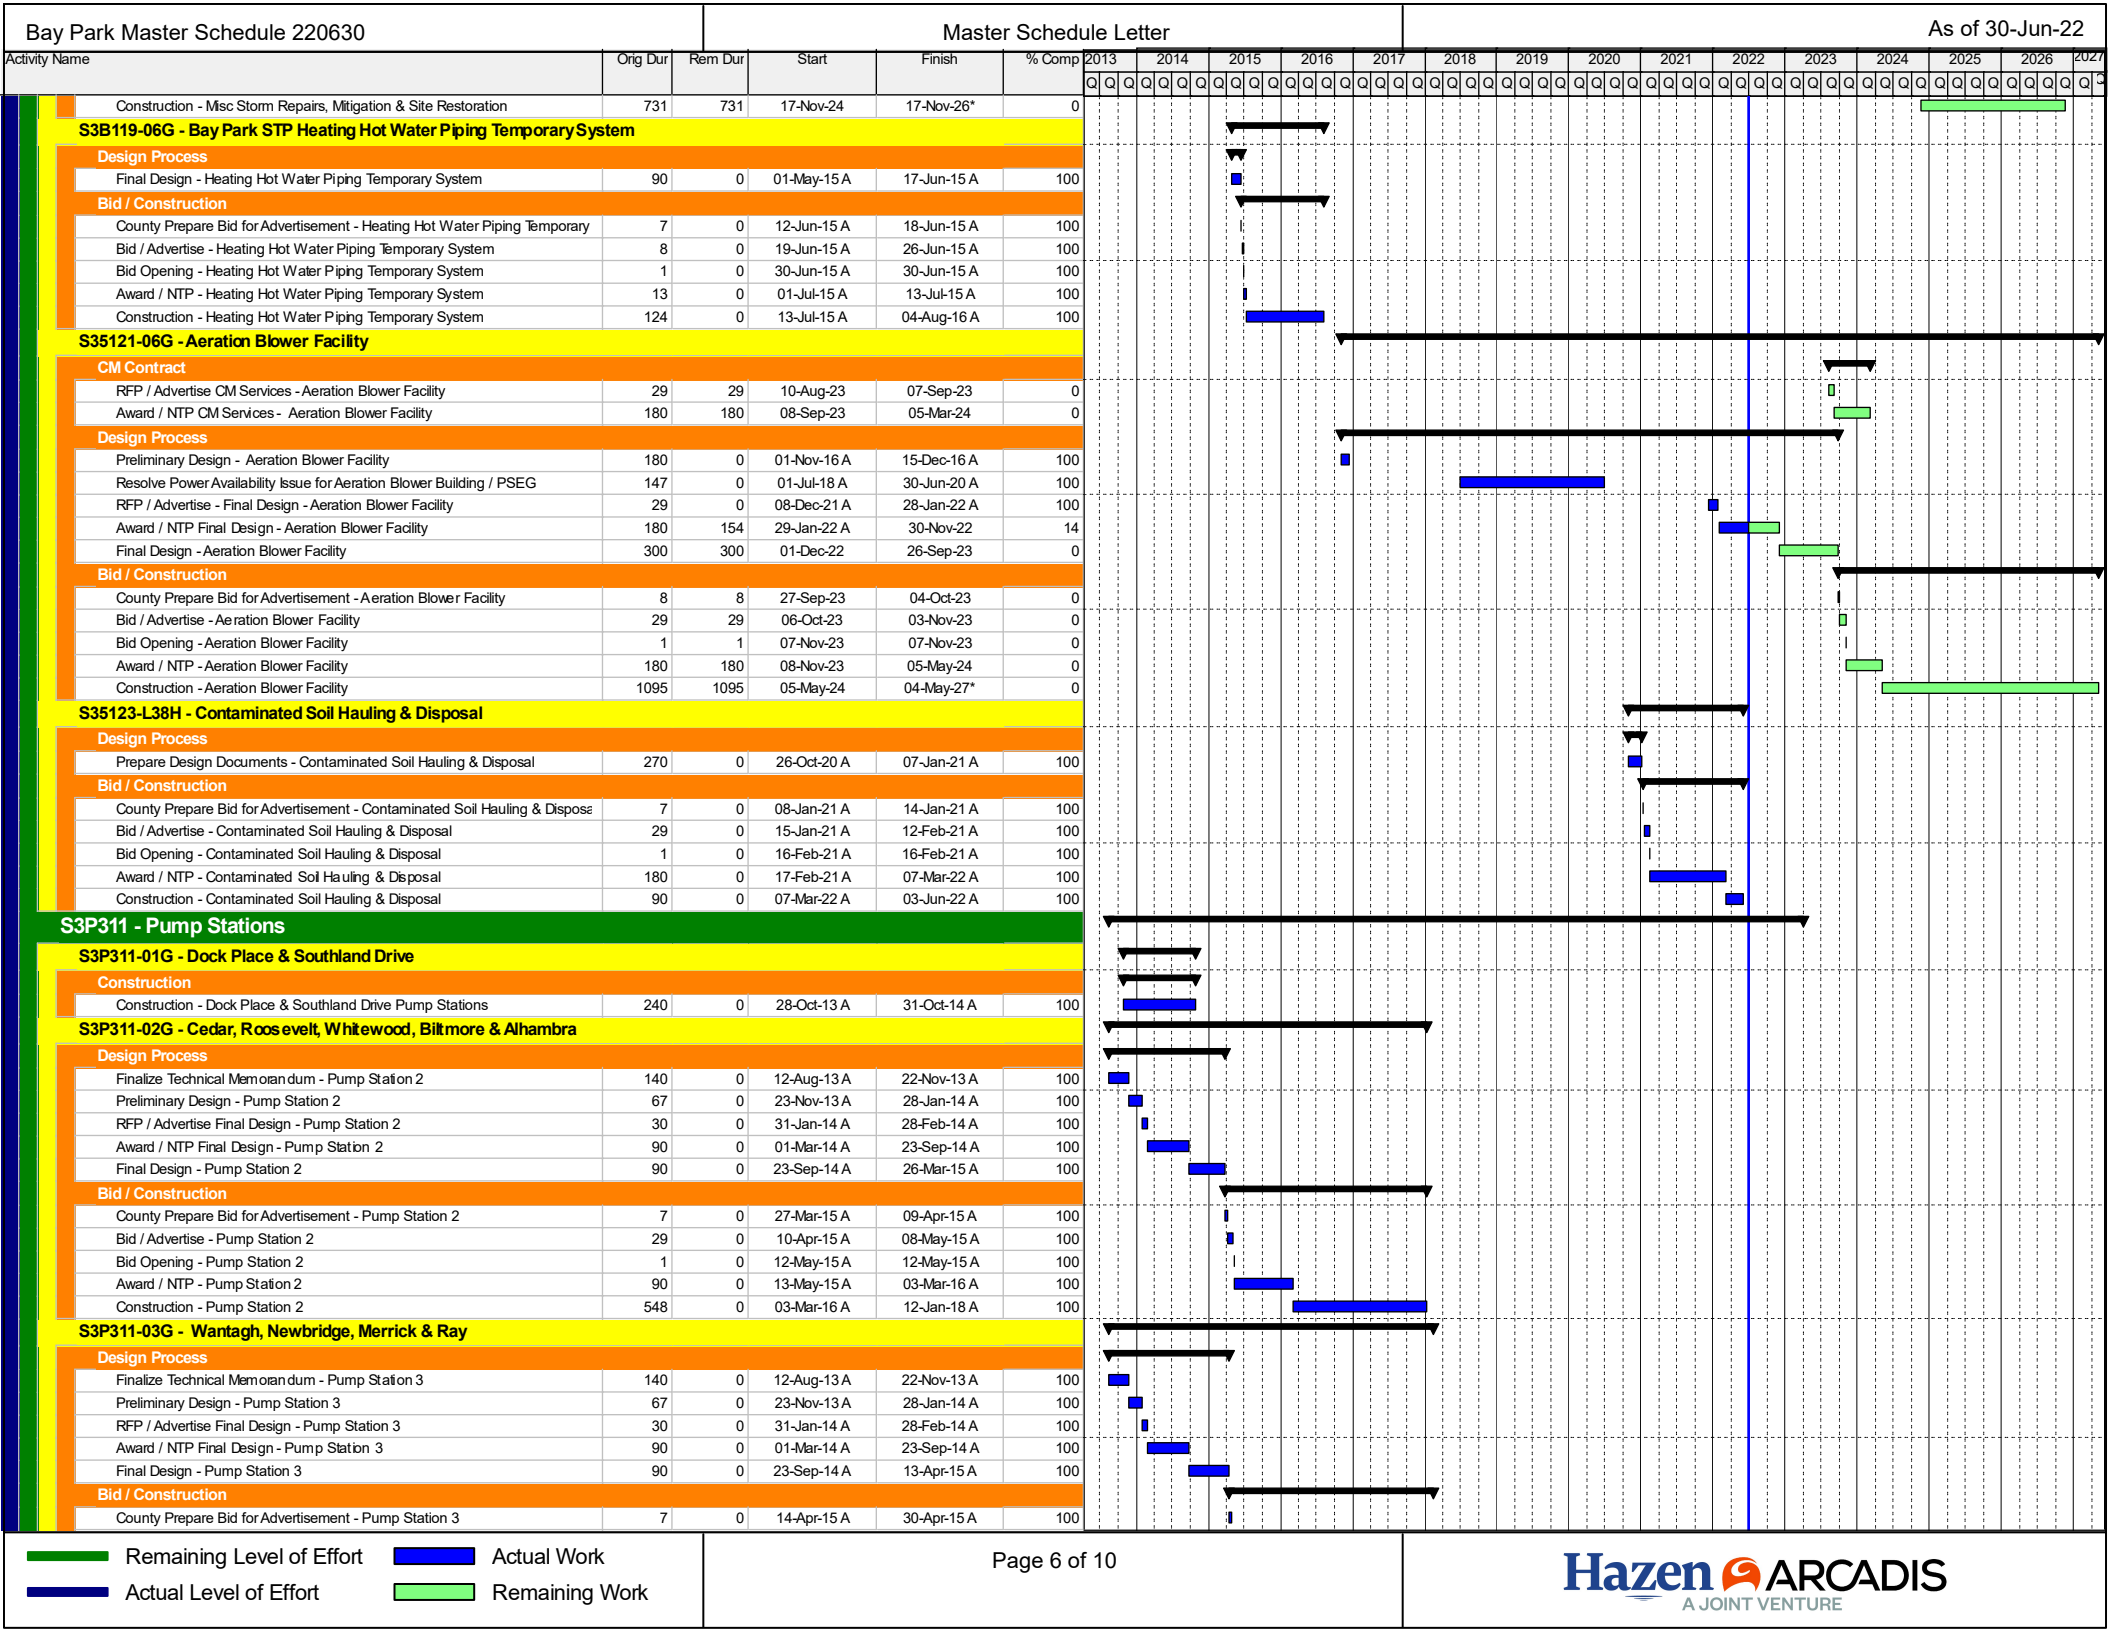 Bay Park Master Schedule 220630
Master Schedule Letter
As of 30-Jun-22
Activity Name Orig Dur Rem Dur Start Finish % Comp 2013 2014 2015 2016 2017 2018 2019 2020 2021 2022 2023 2024 2025 2026 2027
Q Q Q Q Q Q Q Q Q Q Q Q Q Q Q Q Q Q Q Q Q Q Q Q Q Q Q Q Q Q Q Q Q Q Q Q Q Q Q Q Q Q Q Q Q Q Q Q Q Q Q Q Q Q Q Q
Construction - Misc Storm Repairs, Mitigation & Site Restoration 731 731 17-Nov-24 17-Nov-26* 0
S3B119-06G - Bay Park STP Heating Hot Water Piping Temporary System
Design Process
Final Design - Heating Hot Water Piping Temporary System 90 0 01-May-15 A 17-Jun-15 A 100
Bid / Construction
County Prepare Bid for Advertisement - Heating Hot Water Piping Temporary 7 0 12-Jun-15 A 18-Jun-15 A 100
Bid / Advertise - Heating Hot Water Piping Temporary System 8 0 19-Jun-15 A 26-Jun-15 A 100
Bid Opening - Heating Hot Water Piping Temporary System 1 0 30-Jun-15 A 30-Jun-15 A 100
Award / NTP - Heating Hot Water Piping Temporary System 13 0 01-Jul-15 A 13-Jul-15 A 100
Construction - Heating Hot Water Piping Temporary System 124 0 13-Jul-15 A 04-Aug-16 A 100
S35121-06G - Aeration Blower Facility
CM Contract
RFP / Advertise CM Services - Aeration Blower Facility 29 29 10-Aug-23 07-Sep-23 0
Award / NTP CM Services - Aeration Blower Facility 180 180 08-Sep-23 05-Mar-24 0
Design Process
Preliminary Design - Aeration Blower Facility 180 0 01-Nov-16 A 15-Dec-16 A 100
Resolve Power Availability Issue for Aeration Blower Building / PSEG 147 0 01-Jul-18 A 30-Jun-20 A 100
RFP / Advertise - Final Design - Aeration Blower Facility 29 0 08-Dec-21 A 28-Jan-22 A 100
Award / NTP Final Design - Aeration Blower Facility 180 154 29-Jan-22 A 30-Nov-22 14
Final Design - Aeration Blower Facility 300 300 01-Dec-22 26-Sep-23 0
Bid / Construction
County Prepare Bid for Advertisement - Aeration Blower Facility 8 8 27-Sep-23 04-Oct-23 0
Bid / Advertise - Aeration Blower Facility 29 29 06-Oct-23 03-Nov-23 0
Bid Opening - Aeration Blower Facility 1 1 07-Nov-23 07-Nov-23 0
Award / NTP - Aeration Blower Facility 180 180 08-Nov-23 05-May-24 0
Construction - Aeration Blower Facility 1095 1095 05-May-24 04-May-27* 0
S35123-L38H - Contaminated Soil Hauling & Disposal
Design Process
Prepare Design Documents - Contaminated Soil Hauling & Disposal 270 0 26-Oct-20 A 07-Jan-21 A 100
Bid / Construction
County Prepare Bid for Advertisement - Contaminated Soil Hauling & Disposa 7 0 08-Jan-21 A 14-Jan-21 A 100
Bid / Advertise - Contaminated Soil Hauling & Disposal 29 0 15-Jan-21 A 12-Feb-21 A 100
Bid Opening - Contaminated Soil Hauling & Disposal 1 0 16-Feb-21 A 16-Feb-21 A 100
Award / NTP - Contaminated Soil Hauling & Disposal 180 0 17-Feb-21 A 07-Mar-22 A 100
Construction - Contaminated Soil Hauling & Disposal 90 0 07-Mar-22 A 03-Jun-22 A 100
S3P311 - Pump Stations
S3P311-01G - Dock Place & Southland Drive
Construction
Construction - Dock Place & Southland Drive Pump Stations 240 0 28-Oct-13 A 31-Oct-14 A 100
S3P311-02G - Cedar, Roosevelt, Whitewood, Biltmore & Alhambra
Design Process
Finalize Technical Memorandum - Pump Station 2 140 0 12-Aug-13 A 22-Nov-13 A 100
Preliminary Design - Pump Station 2 67 0 23-Nov-13 A 28-Jan-14 A 100
RFP / Advertise Final Design - Pump Station 2 30 0 31-Jan-14 A 28-Feb-14 A 100
Award / NTP Final Design - Pump Station 2 90 0 01-Mar-14 A 23-Sep-14 A 100
Final Design - Pump Station 2 90 0 23-Sep-14 A 26-Mar-15 A 100
Bid / Construction
County Prepare Bid for Advertisement - Pump Station 2 7 0 27-Mar-15 A 09-Apr-15 A 100
Bid / Advertise - Pump Station 2 29 0 10-Apr-15 A 08-May-15 A 100
Bid Opening - Pump Station 2 1 0 12-May-15 A 12-May-15 A 100
Award / NTP - Pump Station 2 90 0 13-May-15 A 03-Mar-16 A 100
Construction - Pump Station 2 548 0 03-Mar-16 A 12-Jan-18 A 100
S3P311-03G - Wantagh, Newbridge, Merrick & Ray
Design Process
Finalize Technical Memorandum - Pump Station 3 140 0 12-Aug-13 A 22-Nov-13 A 100
Preliminary Design - Pump Station 3 67 0 23-Nov-13 A 28-Jan-14 A 100
RFP / Advertise Final Design - Pump Station 3 30 0 31-Jan-14 A 28-Feb-14 A 100
Award / NTP Final Design - Pump Station 3 90 0 01-Mar-14 A 23-Sep-14 A 100
Final Design - Pump Station 3 90 0 23-Sep-14 A 13-Apr-15 A 100
Bid / Construction
County Prepare Bid for Advertisement - Pump Station 3 7 0 14-Apr-15 A 30-Apr-15 A 100
Remaining Level of Effort
Actual Work
Actual Level of Effort
Remaining Work
Page 6 of 10
Hazen ARCADIS
A JOINT VENTURE